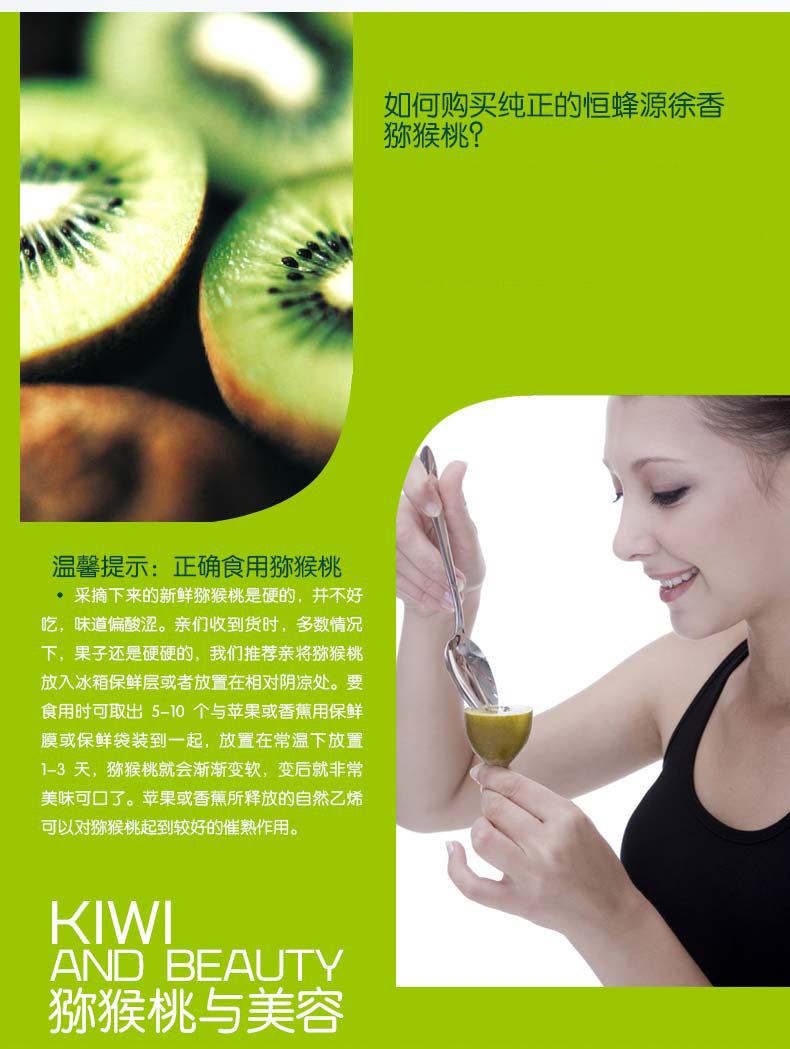 如何购买纯正的恒蜂源徐香
猕猴桃?
温馨提示：正确食用猕猴桃
• 采摘下来的新鲜猕猴桃是硬的，并不好
吃，味道偏酸涩。亲们收到货时，多数情况
下，果子还是硬硬的，我们推荐亲将猕猴桃
放入冰箱保鲜层或者放置在相对阴凉处。要
食用时可取出 5-10 个与苹果或香蕉用保鲜
膜或保鲜袋装到一起，放置在常温下放置
1-3 天，猕猴桃就会渐渐变软，变后就非常
美味可口了。苹果或香蕉所释放的自然乙烯
可以对猕猴桃起到较好的催熟作用。
KIWI
AND BEAUTY
猕猴桃与美容